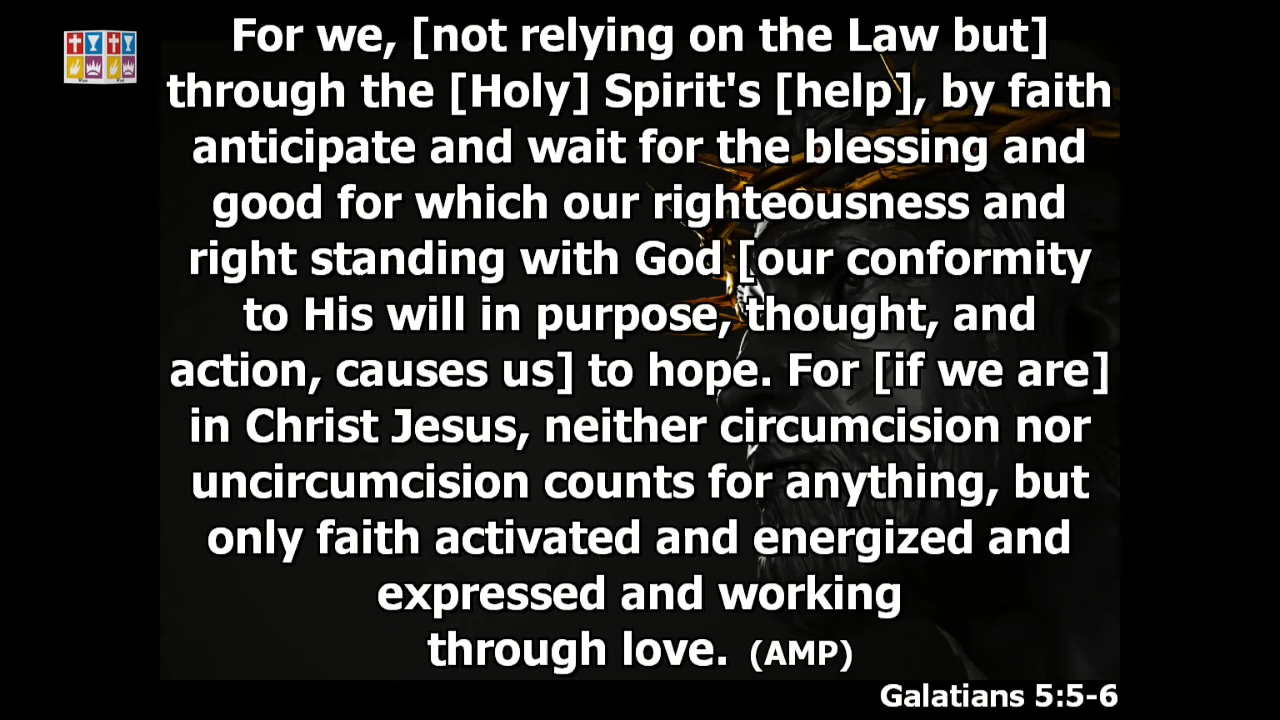 For we, [not relying on the Law but]
through the [Holy] Spirit's [help], by faith
anticipate and wait for the blessing and
good for which our righteousness and
right standing with God [our conformity
to His will in purpose, thought, and
action, causes us] to hope. For [if we are]
in Christ Jesus, neither circumcision nor
uncircumcision counts for anything, but
only faith activated and energized and
expressed and working
through love. (AMP)
Galatians 5:5-6